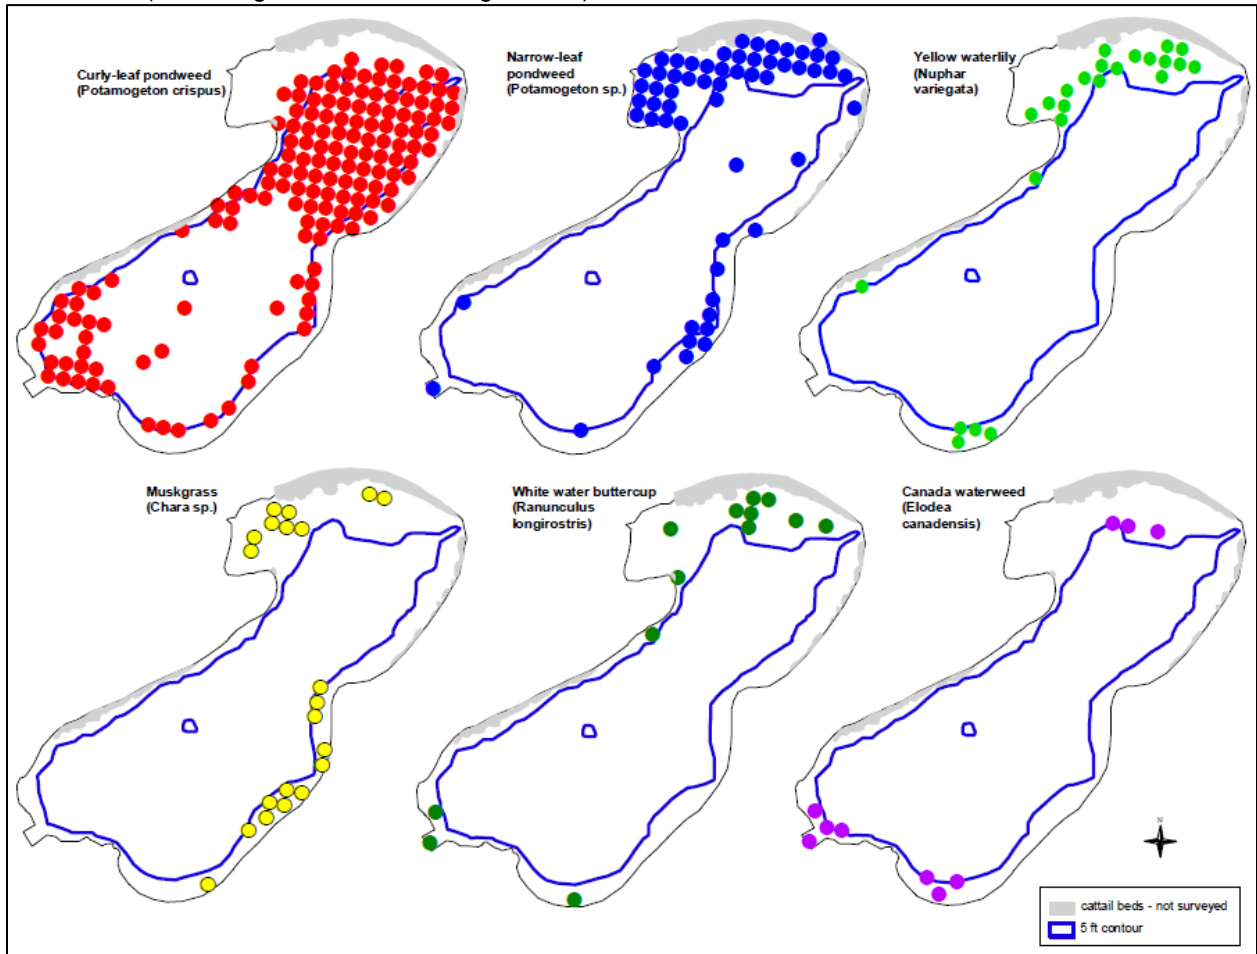 Curly-leaf pondweed
(Potamogeton crispus)
Narrow-leaf
pondweed
(Potamogeton sp.)
Yellow waterlily
(Nuphar
variegata)
Muskgrass
(Chara sp.)
White water buttercup
(Ranunculus
longirostris)
Canada waterweed
(Elodea
canadensis)
N
cattail beds - not surveyed
5 ft contour